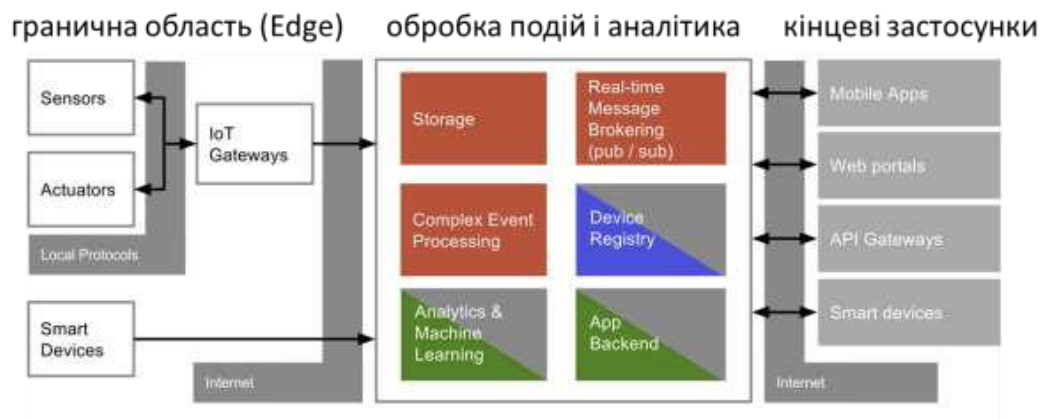 гранична область (Edge)
обробка подій і аналітика
кінцеві застосунки
Sensors
Actuators
Local Protocols
IoT
Gateways
Smart
Devices
Internet
Storage
Real-time
Message
Brokering
(pub / sub)
Complex Event
Processing
Device
Registry
Analytics &
Machine
Learning
App
Backend
Mobile Apps
Web portals
API Gateways
Smart devices
Internet